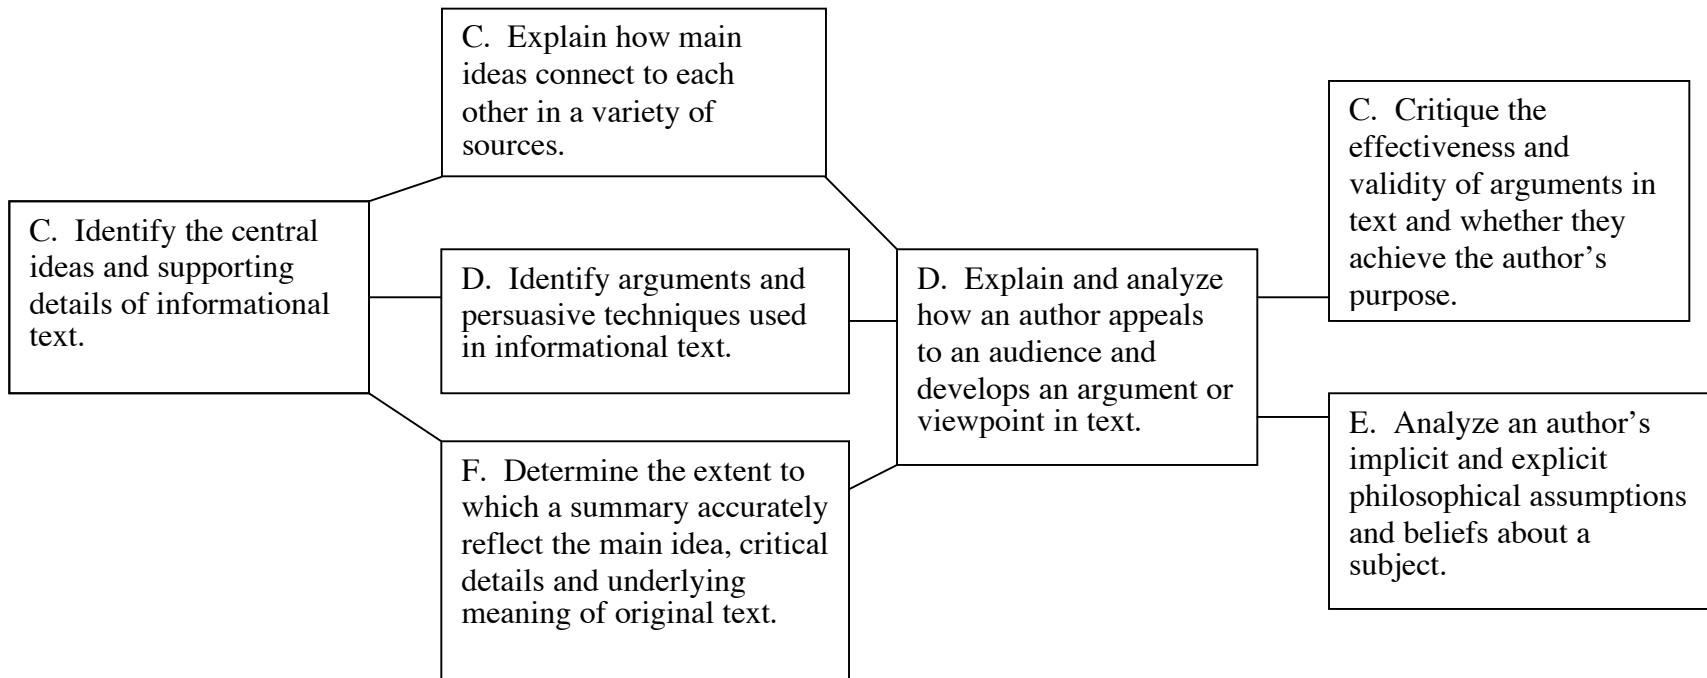 C. Identify the central
ideas and supporting
details of informational
text.
C. Explain how main
ideas connect to each
other in a variety of
sources.
D. Identify arguments and
persuasive techniques used
in informational text.
F. Determine the extent to
which a summary accurately
reflect the main idea, critical
details and underlying
meaning of original text.
D. Explain and analyze
how an author appeals
to an audience and
develops an argument or
viewpoint in text.
C. Critique the
effectiveness and
validity of arguments in
text and whether they
achieve the author’s
purpose.
E. Analyze an author’s
implicit and explicit
philosophical assumptions
and beliefs about a
subject.